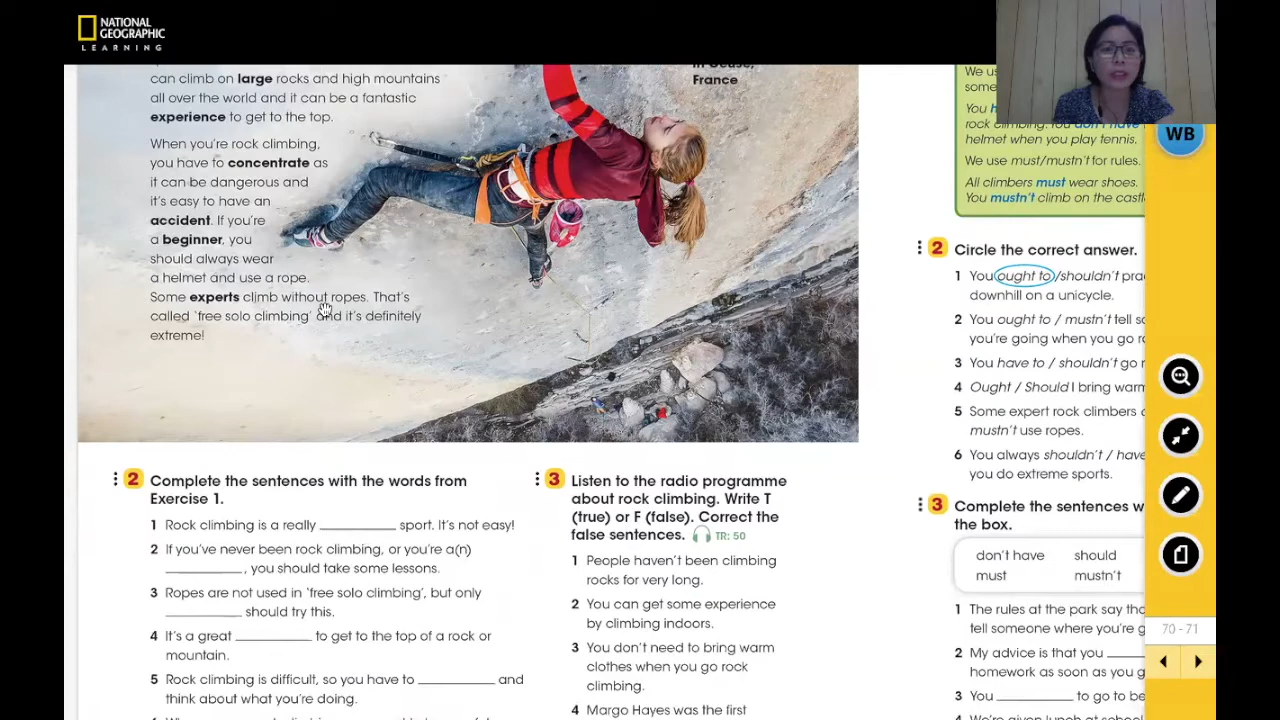 NATIONAL
GEOGRAPHIC
LEARNING
can climb on large rocks and high mountains
all over the world and it can be a fantastic
experience to get to the top.
When you're rock climbing,
you have to concentrate as
it can be dangerous and
it's easy to have an
accident. If you're
a beginner, you
should always wear
a helmet and use a rope.
Some experts climb without ropes. That's
called 'free solo climbing' and it's definitely
extreme!
France
2 Complete the sentences with the words from
Exercise 1.
1 Rock climbing is a really __________ sport. It's not easy!
2 If you've never been rock climbing, or you're a(n)
__________, you should take some lessons.
3 Ropes are not used in 'free solo climbing', but only
__________ should try this.
4 It's a great __________ to get to the top of a rock or
mountain.
5 Rock climbing is difficult, so you have to __________ and
think about what you're doing.
3 Listen to the radio programme
about rock climbing. Write T
(true) or F (false). Correct the
false sentences. TR: 50
1 People haven't been climbing
rocks for very long.
2 You can get some experience
by climbing indoors.
3 You don't need to bring warm
clothes when you go rock
climbing.
4 Margo Hayes was the first
We us
some
You h
rock climbing. You don't have
helmet when you play tennis.
We use must/mustn't for rules.
All climbers must wear shoes.
You mustn't climb on the castl
2 Circle the correct answer.
1 You ought to / shouldn't pra
downhill on a unicycle.
2 You ought to / mustn't tell so
you're going when you go ro
3 You have to / shouldn't go r
4 Ought / Should I bring warm
5 Some expert rock climbers
mustn't use ropes.
6 You always shouldn't / have
you do extreme sports.
3 Complete the sentences w
the box.
don't have should
must mustn't
1 The rules at the park say tha
tell someone where you're g
2 My advice is that you
homework as soon as you g
3 You __________ to go to be
WB
70 - 71